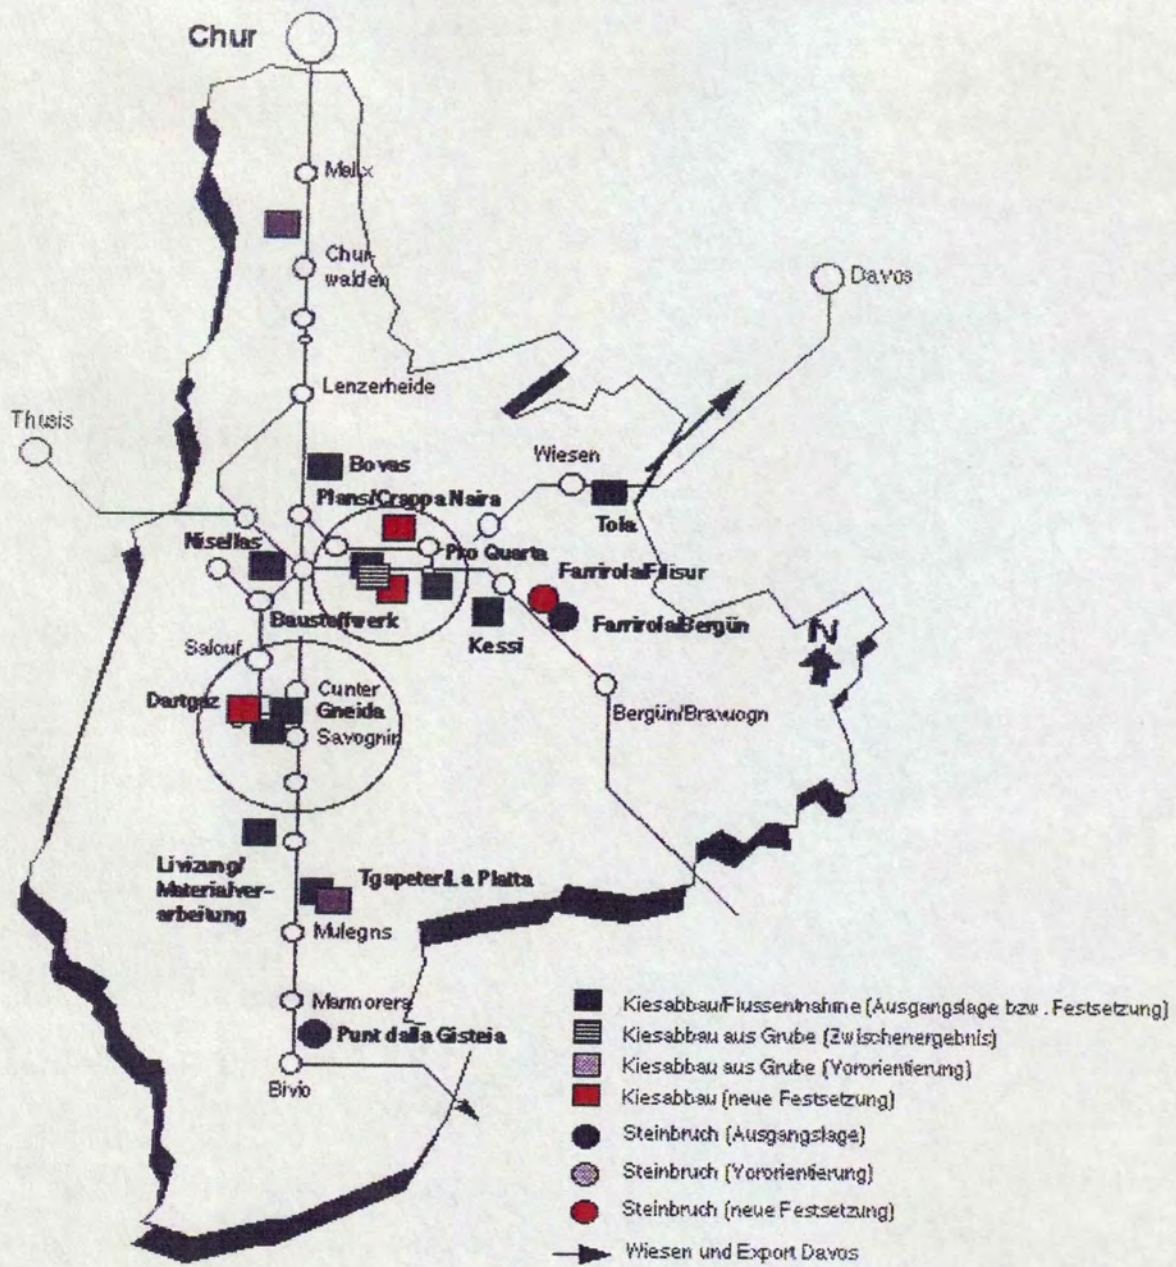 Chur
Malix
Chur-
walden
Davos
Lenzerheide
Thusis
Bovas
Wiesen
Plans/Crappa Naira
Tola
Nisellas
Pro Quarta
Farrirola/Filisur
Baustoffwerk
Farrirola/Bergün
Kessi
N
Salouf
Dartgaz
Cunter
Gneida
Bergün/Bravuogn
Savognin
Livizung/
Materialver-
arbeitung
Tgapeter/La Platta
Mulegns
Marmorera
Punt dalla Gisteia
Bivio
Kiesabbau/Flussentnahme (Ausgangslage bzw. Festsetzung)
Kiesabbau aus Grube (Zwischenergebnis)
Kiesabbau aus Grube (Vororientierung)
Kiesabbau (neue Festsetzung)
Steinbruch (Ausgangslage)
Steinbruch (Vororientierung)
Steinbruch (neue Festsetzung)
Wiesen und Export Davos